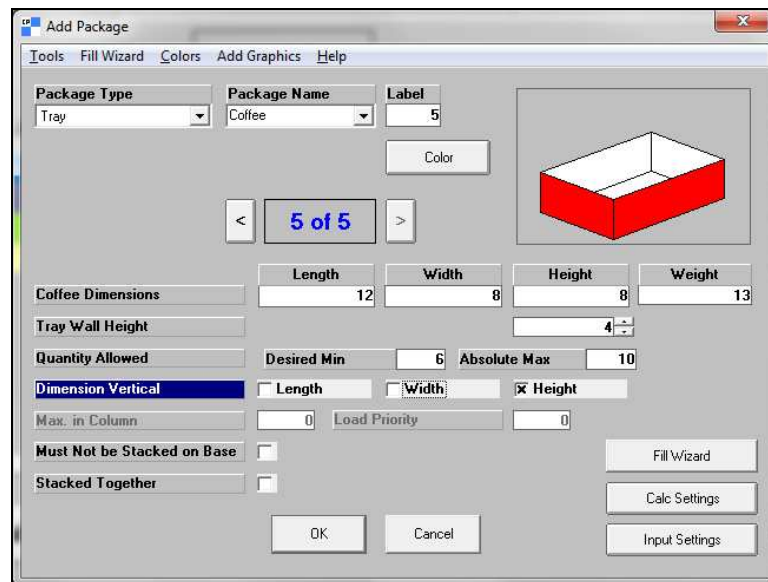 CP Add Package X
Tools Fill Wizard Colors Add Graphics Help
Package Type Package Name Label
Tray Coffee 5
Color
< 5 of 5 >
Length Width Height Weight
Coffee Dimensions 12 8 8 13
Tray Wall Height 4
Quantity Allowed Desired Min 6 Absolute Max 10
Dimension Vertical Length Width Height
Max. in Column 0 Load Priority 0
Must Not be Stacked on Base
Fill Wizard
Stacked Together
Calc Settings
OK Cancel
Input Settings